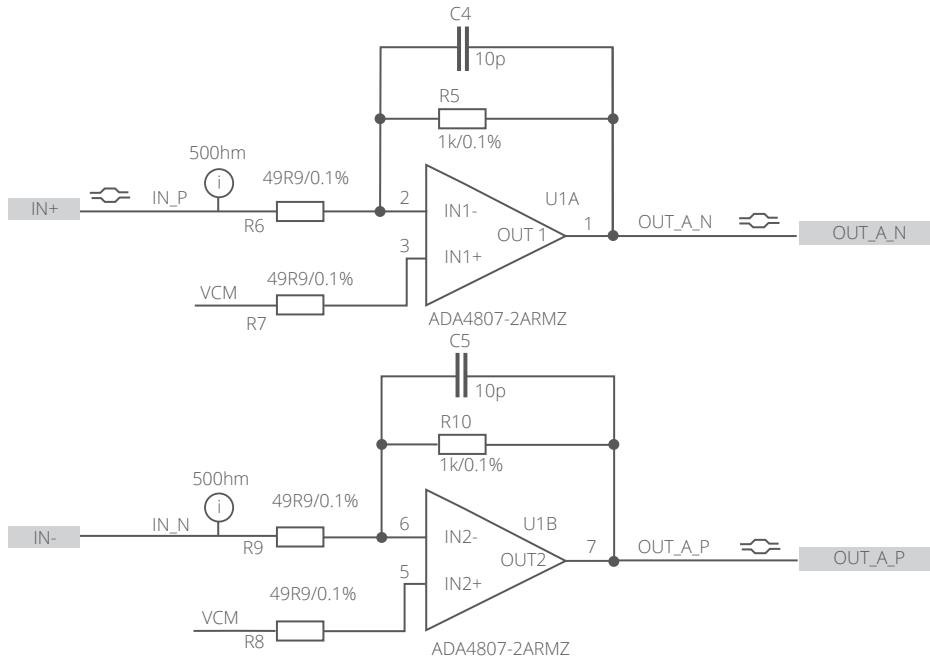 C4
10p
R5
1k/0.1%
500hm
49R9/0.1%
IN+
IN_P
R6
2
IN1-
U1A
OUT 1
1
OUT_A_N
OUT_A_N
3
IN1+
49R9/0.1%
VCM
R7
ADA4807-2ARMZ
C5
10p
R10
1k/0.1%
500hm
49R9/0.1%
IN-
IN_N
R9
6
IN2-
U1B
OUT2
7
OUT_A_P
OUT_A_P
5
IN2+
49R9/0.1%
VCM
R8
ADA4807-2ARMZ
i
i